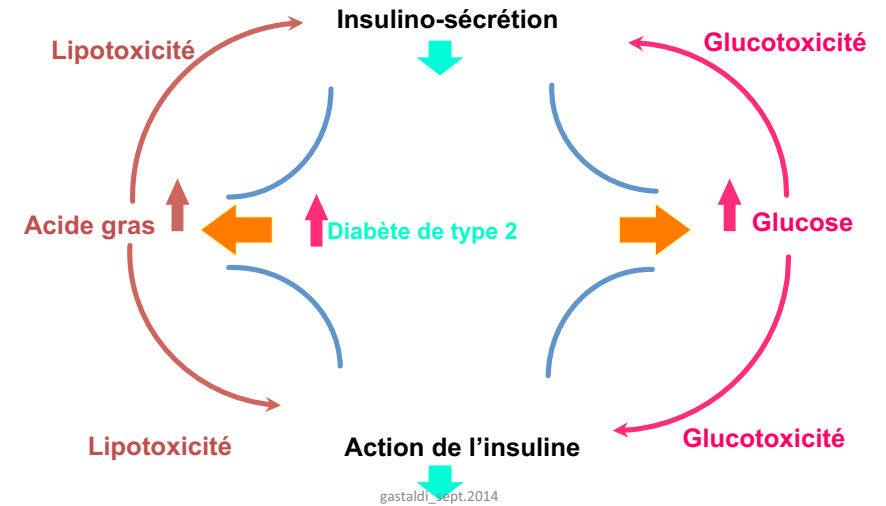 Insulino-sécrétion
Lipotoxicité
Glucotoxicité
Acide gras
Diabète de type 2
Glucose
Lipotoxicité
Action de l’insuline
Glucotoxicité
gastaldi_sept.2014